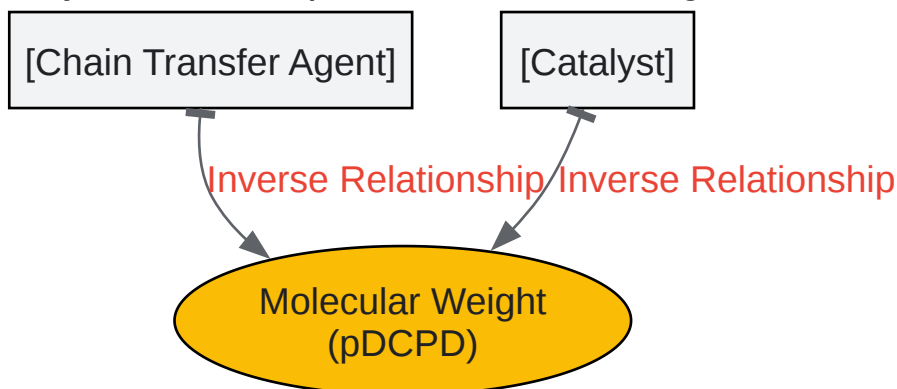 [Chain Transfer Agent]
[Catalyst]
Inverse Relationship
Inverse Relationship
Molecular Weight
(pDCPD)